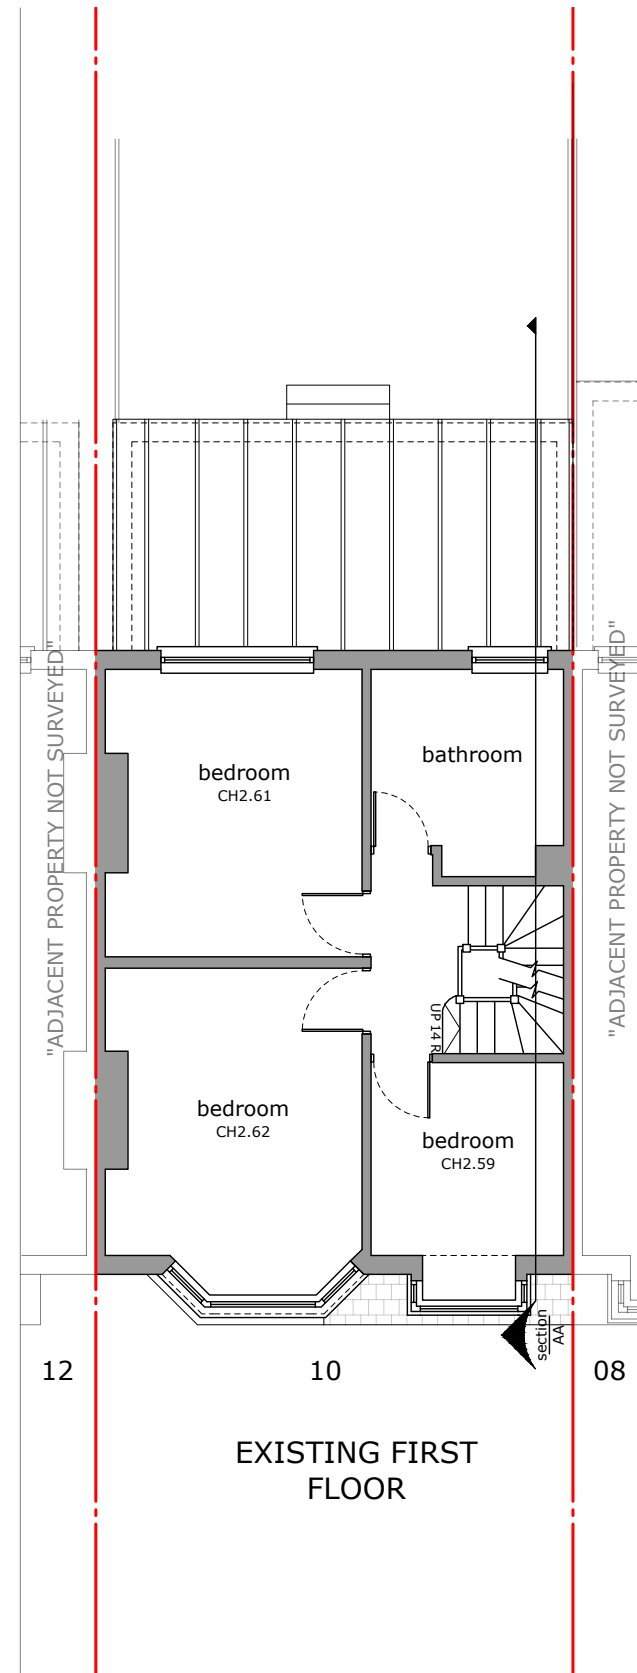 "ADJACENT PROPERTY NOT SURVEYED"
"ADJACENT PROPERTY NOT SURVEYED"
bedroom
CH2.61
bathroom
UP 14 R
bedroom
CH2.62
bedroom
CH2.59
section
AA
12
10
08
EXISTING FIRST
FLOOR